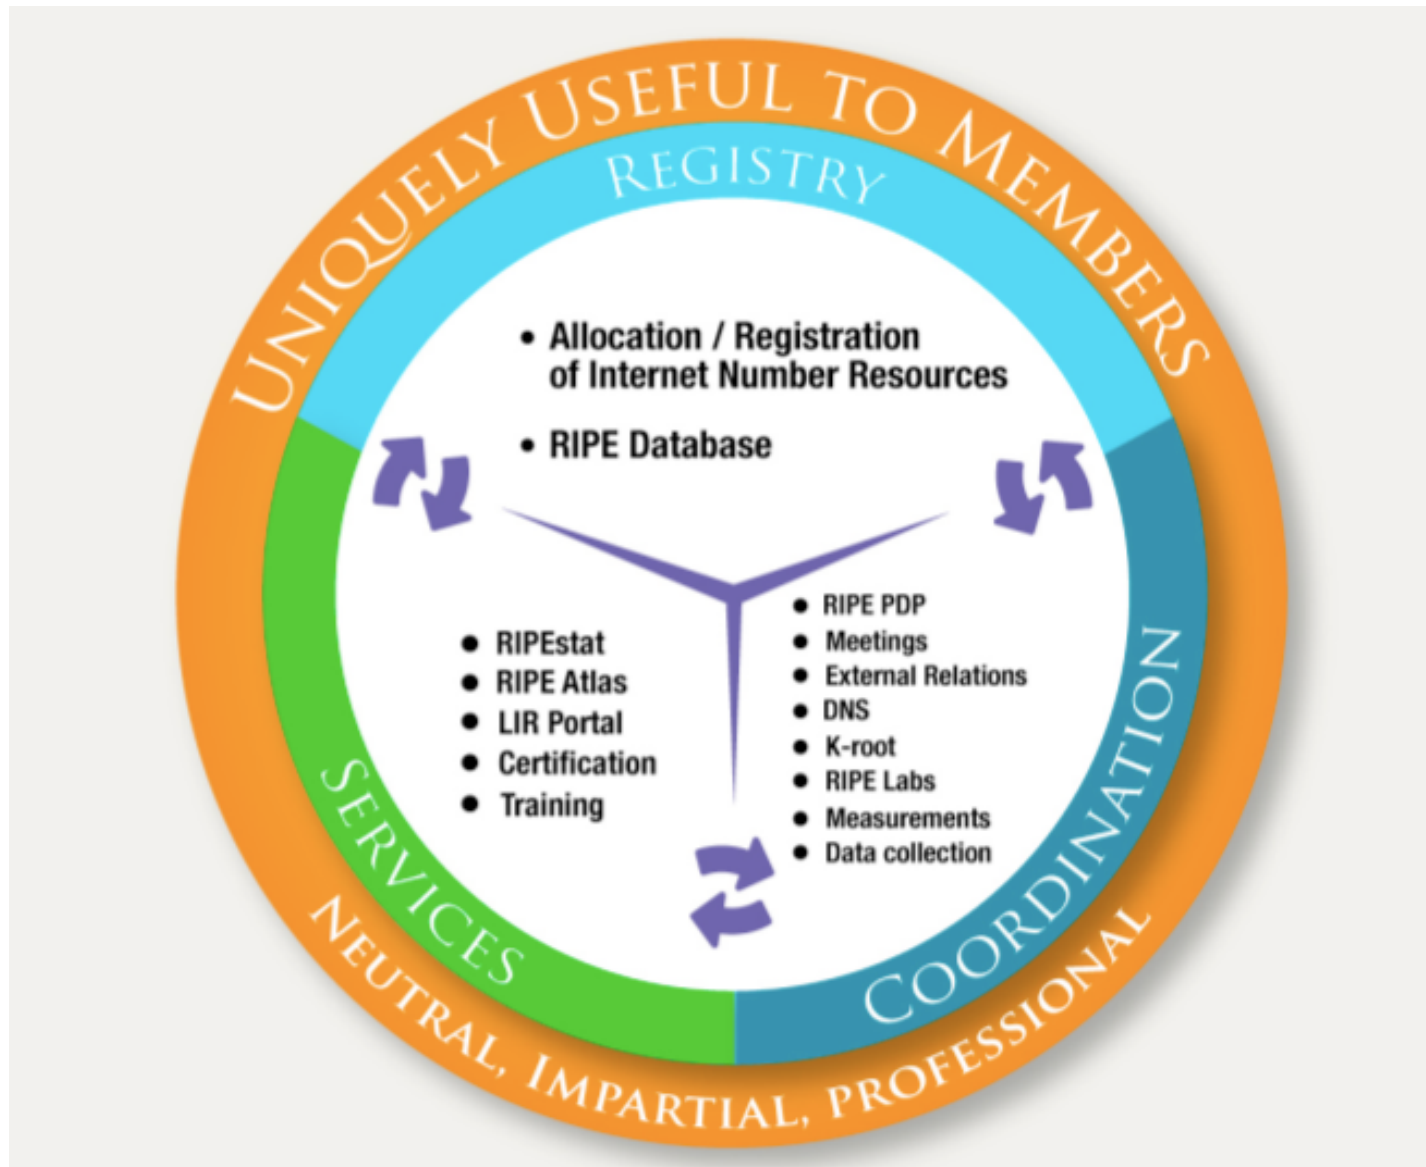 UNIQUELY USEFUL TO MEMBERS
REGISTRY
• Allocation / Registration
of Internet Number Resources
• RIPE Database
• RIPEstat
• RIPE Atlas
• LIR Portal
• Certification
• Training
SERVICES
• RIPE PDP
• Meetings
• External Relations
• DNS
• K-root
• RIPE Labs
• Measurements
• Data collection
COORDINATION
NEUTRAL, IMPARTIAL, PROFESSIONAL